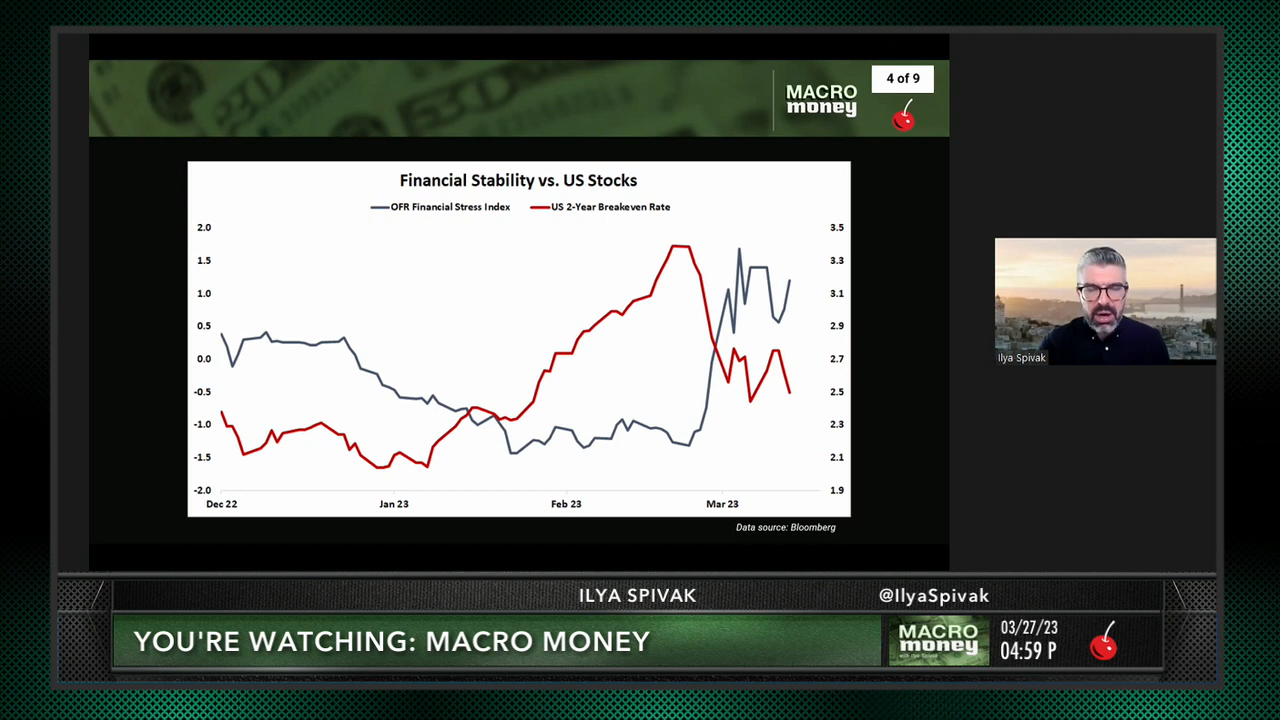 4 of 9
MACRO
money
Financial Stability vs. US Stocks
OFR Financial Stress Index
US 2-Year Breakeven Rate
2.0
1.5
1.0
0.5
0.0
-0.5
-1.0
-1.5
-2.0
3.5
3.3
3.1
2.9
2.7
2.5
2.3
2.1
1.9
Dec 22
Jan 23
Feb 23
Mar 23
Data source: Bloomberg
Ilya Spivak
ILYA SPIVAK
@IlyaSpivak
YOU'RE WATCHING: MACRO MONEY
MACRO
money
with Ilya Spivak
03/27/23
04:59 P